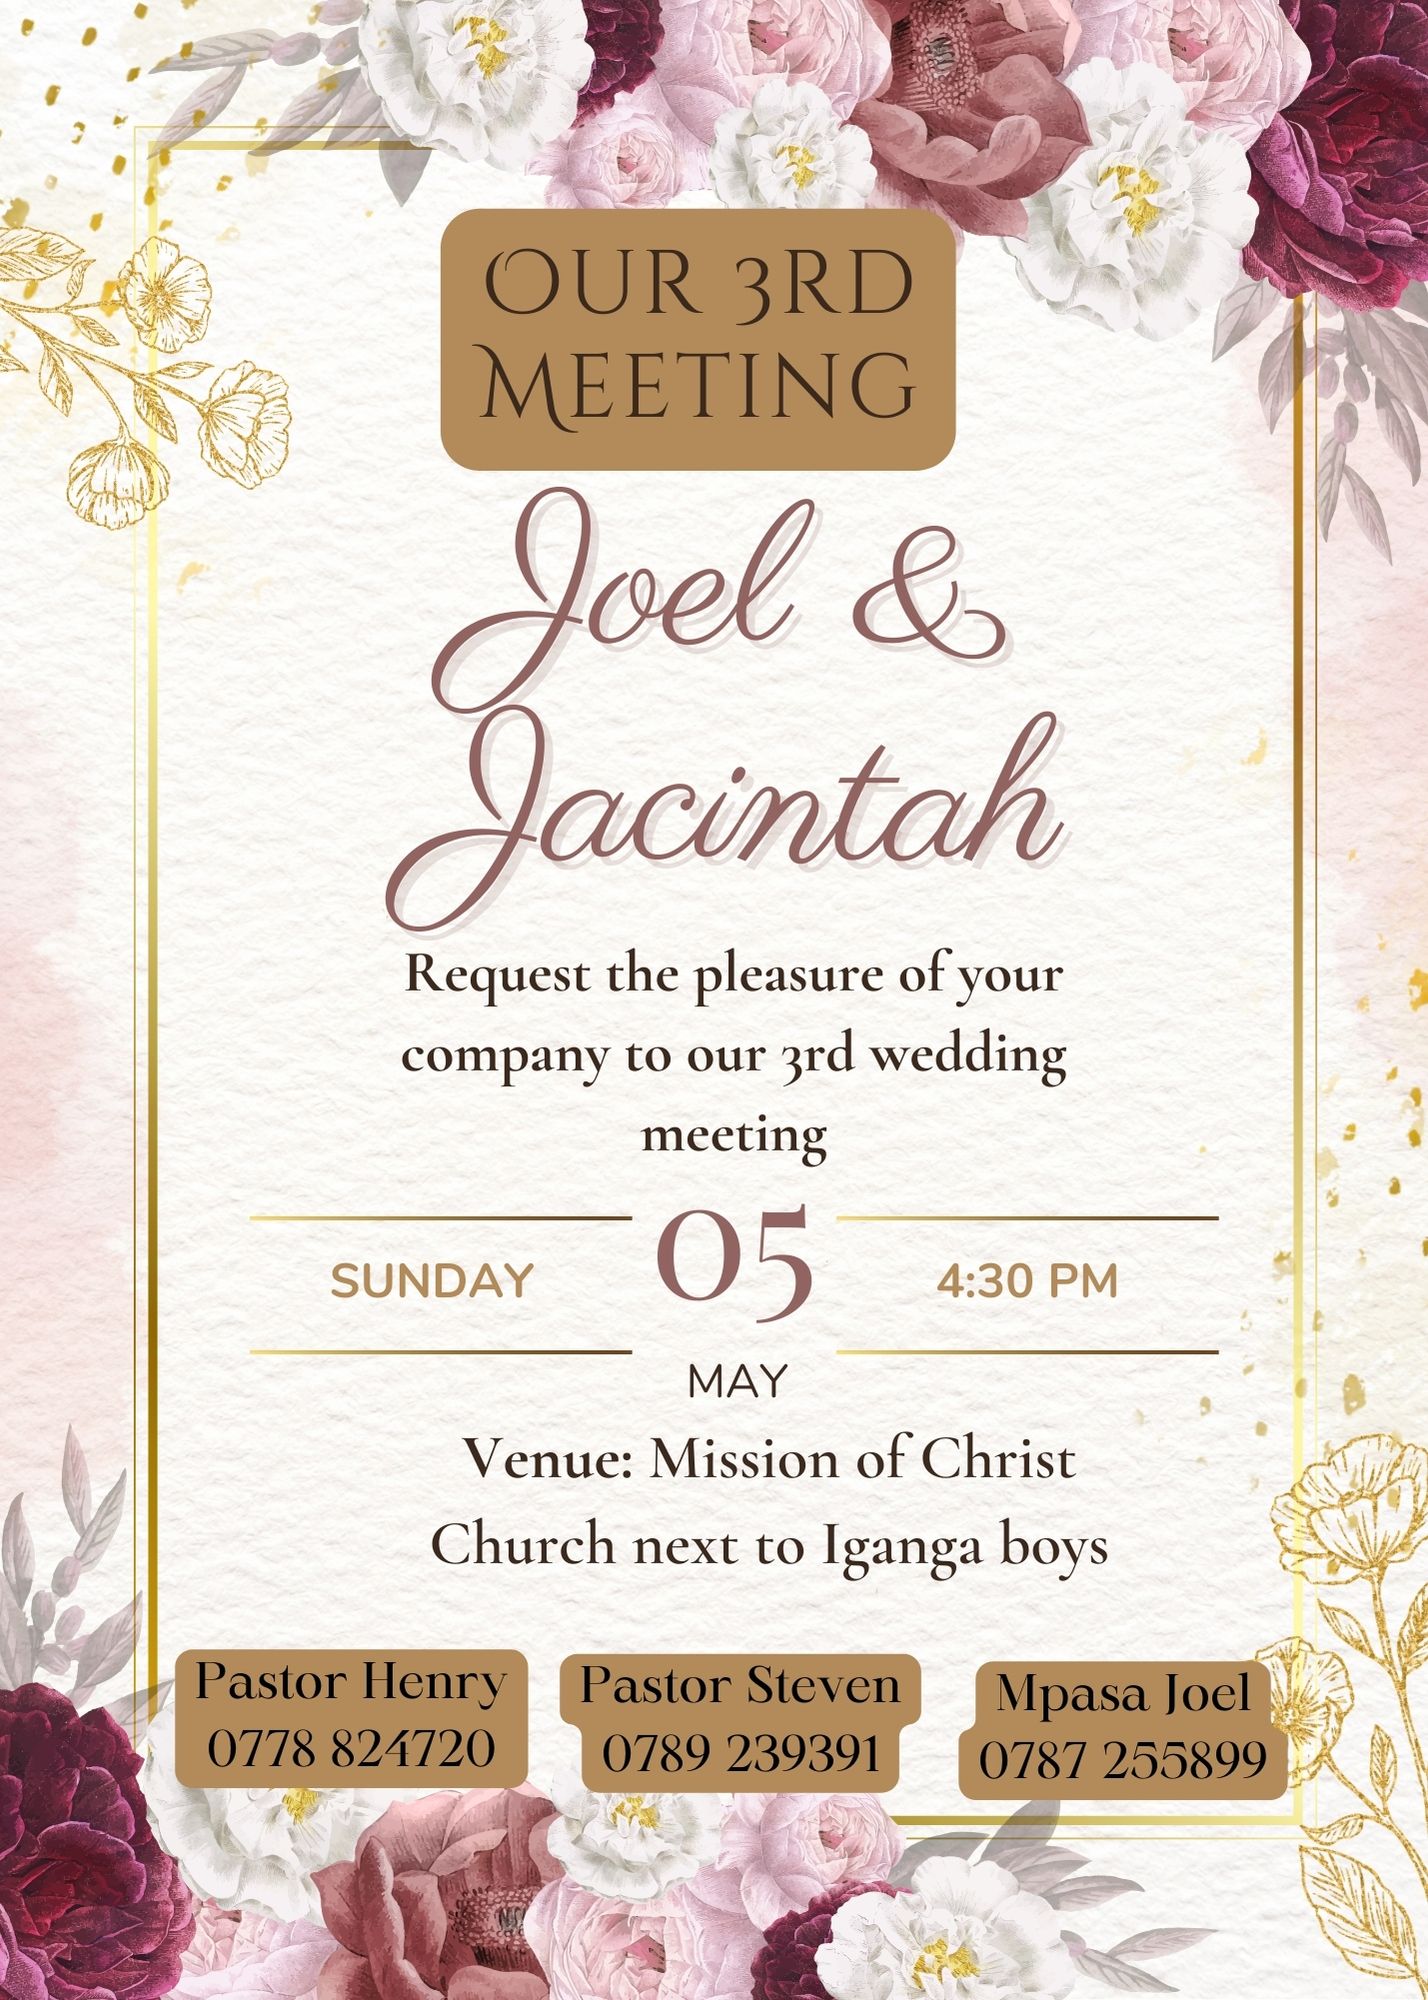 OUR 3RD
MEETING
Joel &
Jacintah
Request the pleasure of your
company to our 3rd wedding
meeting
SUNDAY
05
4:30 PM
MAY
Venue: Mission of Christ
Church next to Iganga boys
Pastor Henry
0778 824720
Pastor Steven
0789 239391
Mpasa Joel
0787 255899